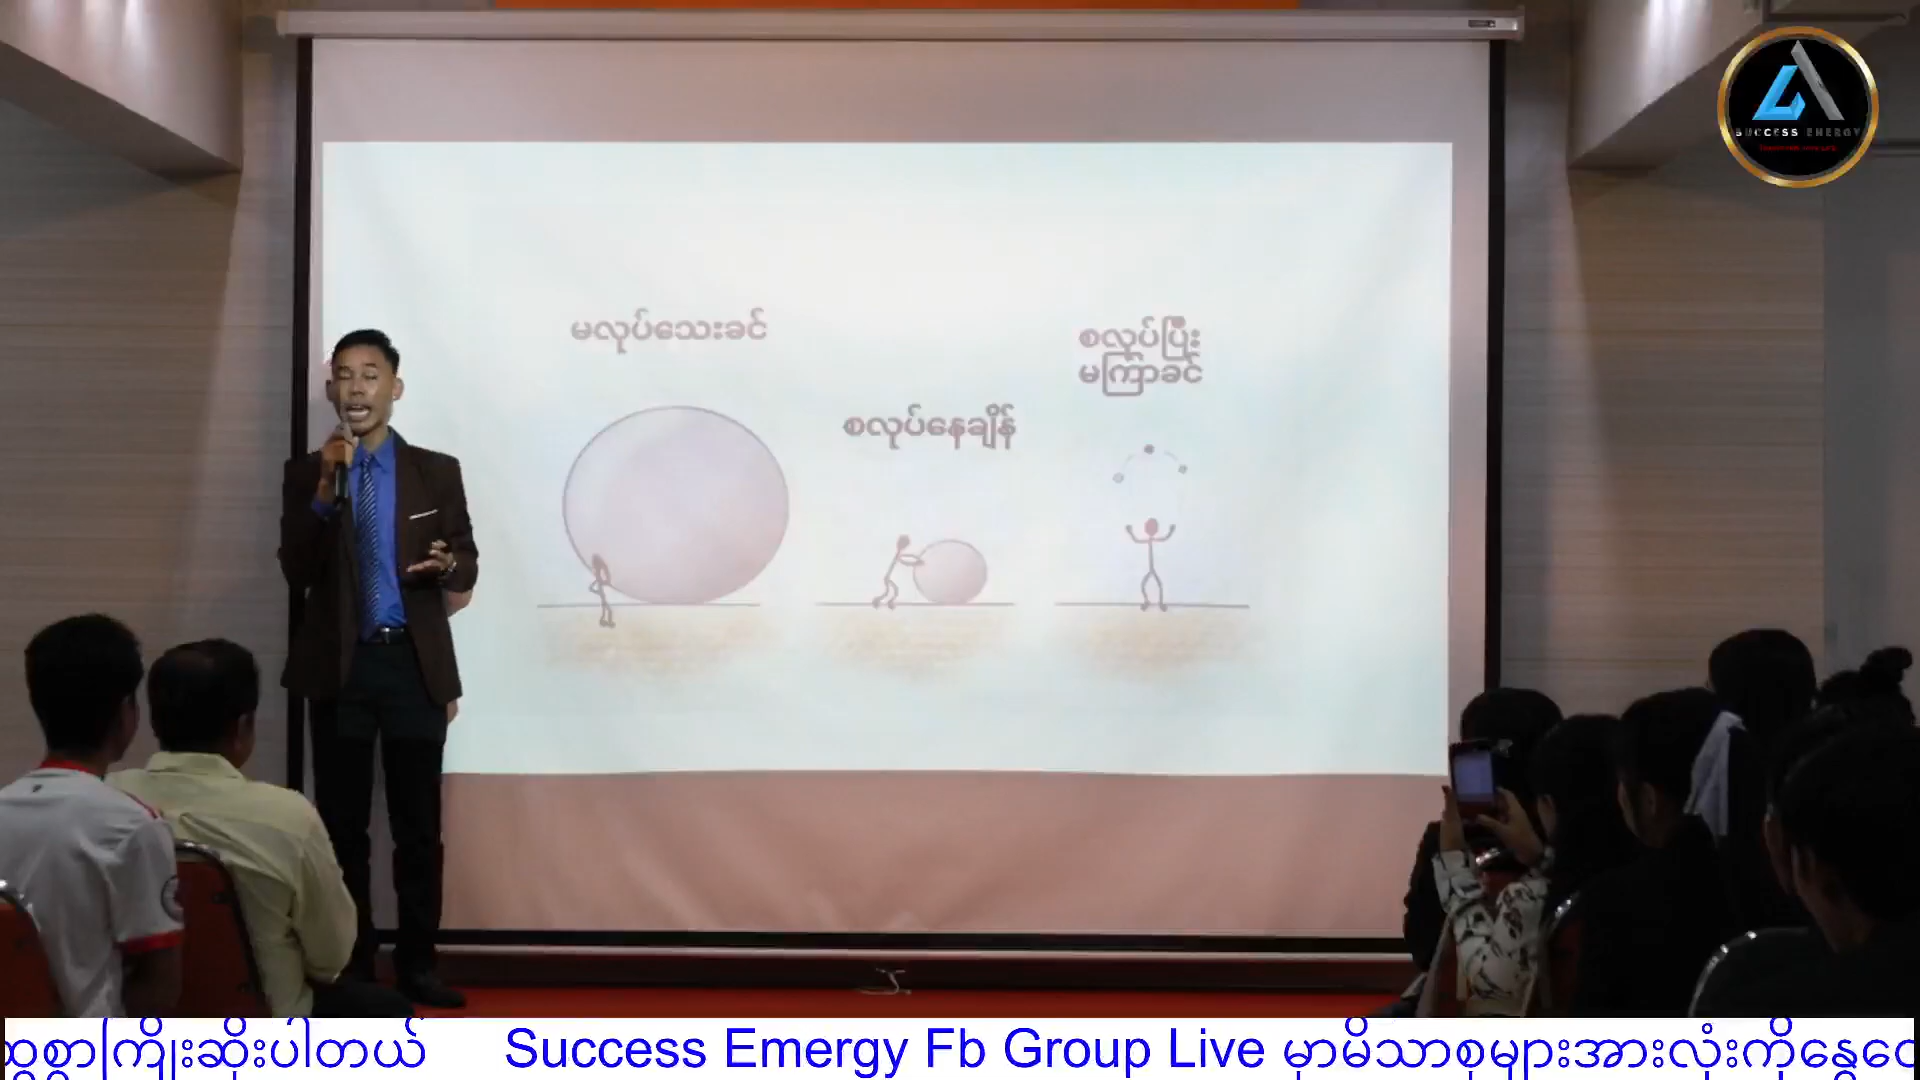 SUCCESS ENERGY
မလုပ်သေးခင်
စလုပ်နေချိန်
စလုပ်ပြီး
မကြာခင်
စွာကြိုးဆိုးပါတယ် Success Emergy Fb Group Live မှာမိသာစုများအားလုံးကို